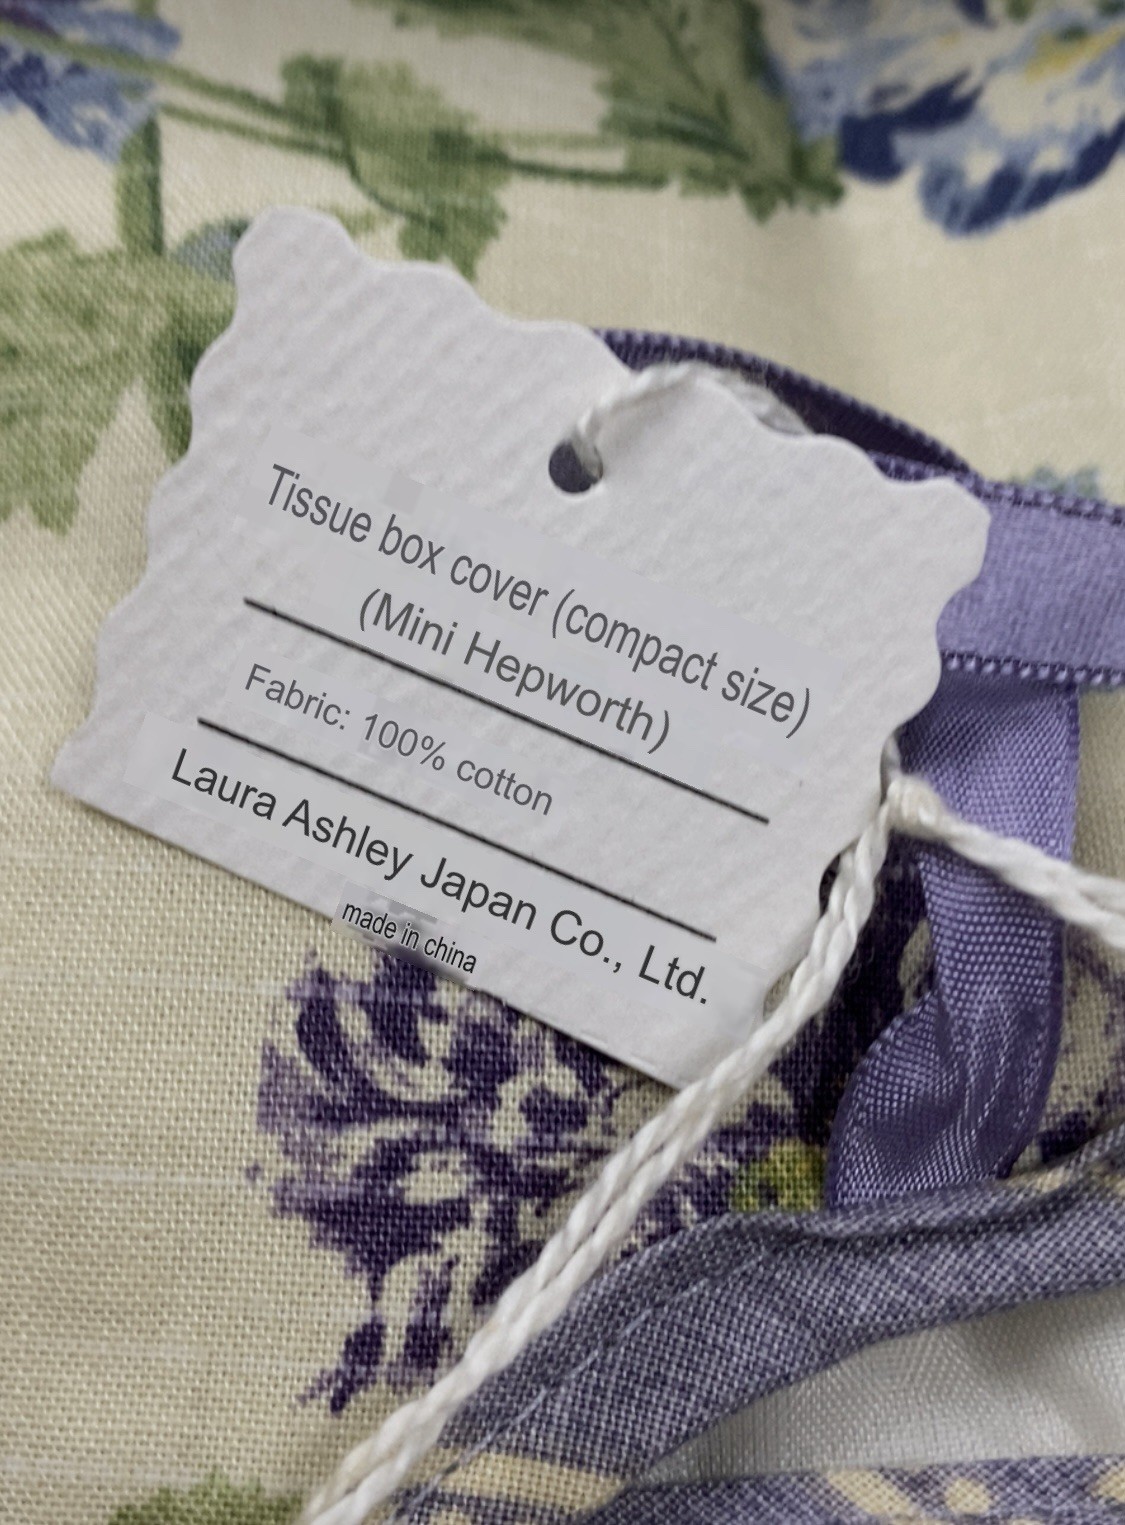 Tissue box cover (compact size)
(Mini Hepworth)
Fabric: 100% cotton
Laura Ashley Japan Co., Ltd.
made in china